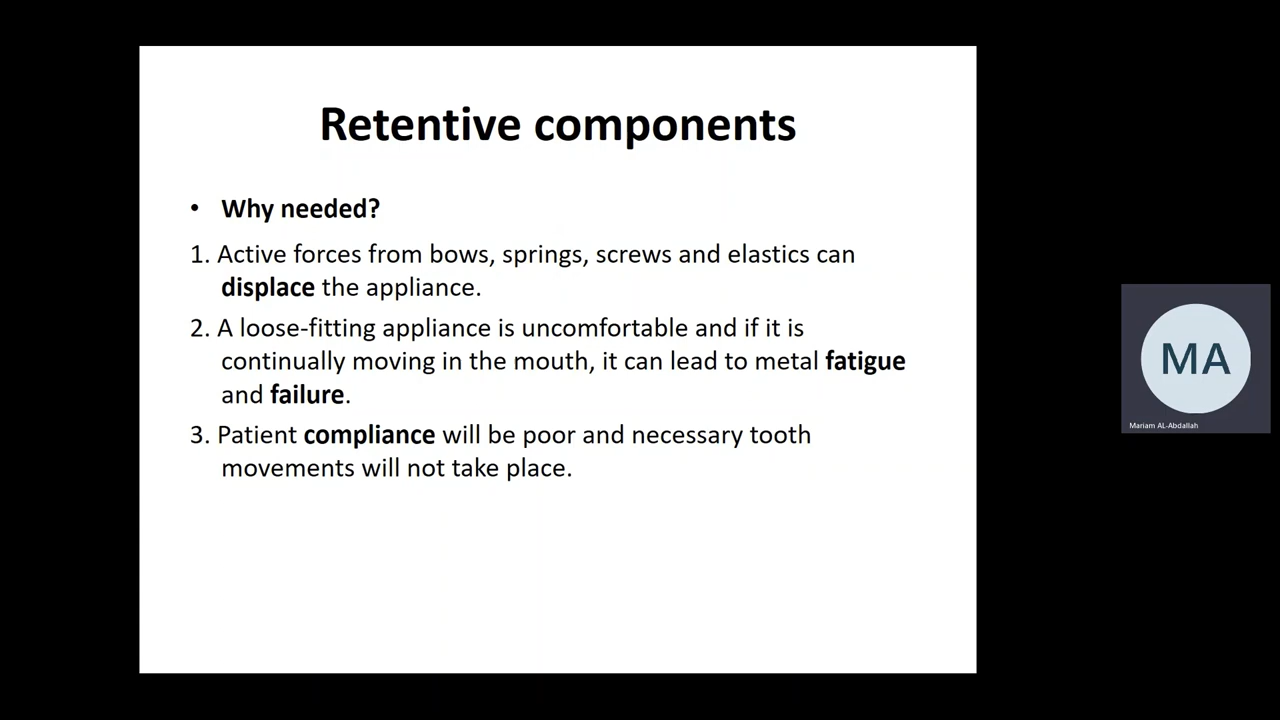 Retentive components
• Why needed?
1. Active forces from bows, springs, screws and elastics can
displace the appliance.
2. A loose-fitting appliance is uncomfortable and if it is
continually moving in the mouth, it can lead to metal fatigue
and failure.
3. Patient compliance will be poor and necessary tooth
movements will not take place.
MA
Mariam AL-Abdallah